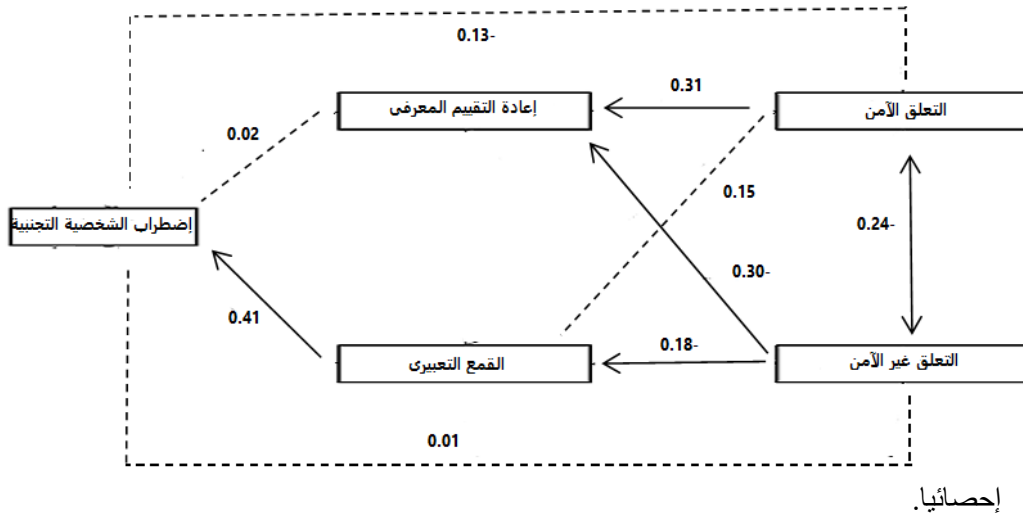 0.13-
التعلق الآمن
0.31
إعادة التقييم المعرفى
0.02
0.15
إضطراب الشخصية التجنبية
0.24-
0.30-
0.41
0.18-
التعلق غير الآمن
القمع التعبيرى
0.01
إحصائيا.